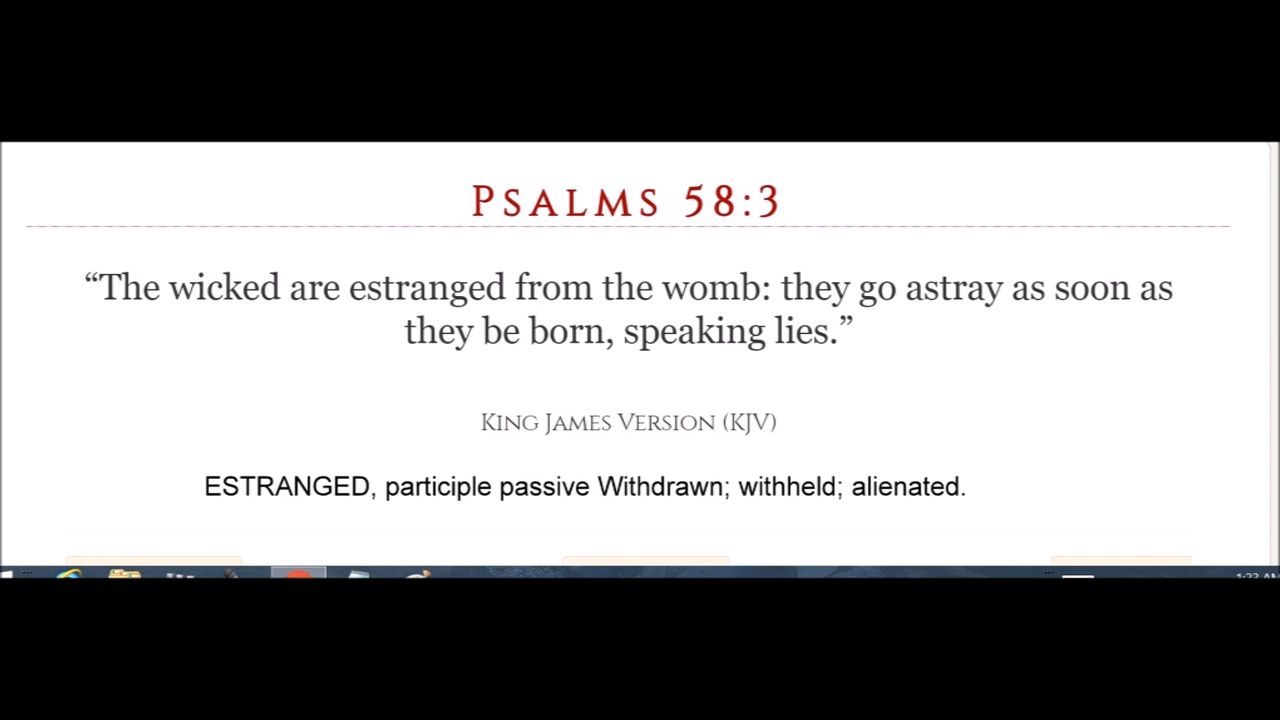 Psalms 58:3
“The wicked are estranged from the womb: they go astray as soon as
they be born, speaking lies.”
King James Version (KJV)
ESTRANGED, participle passive Withdrawn; withheld; alienated.